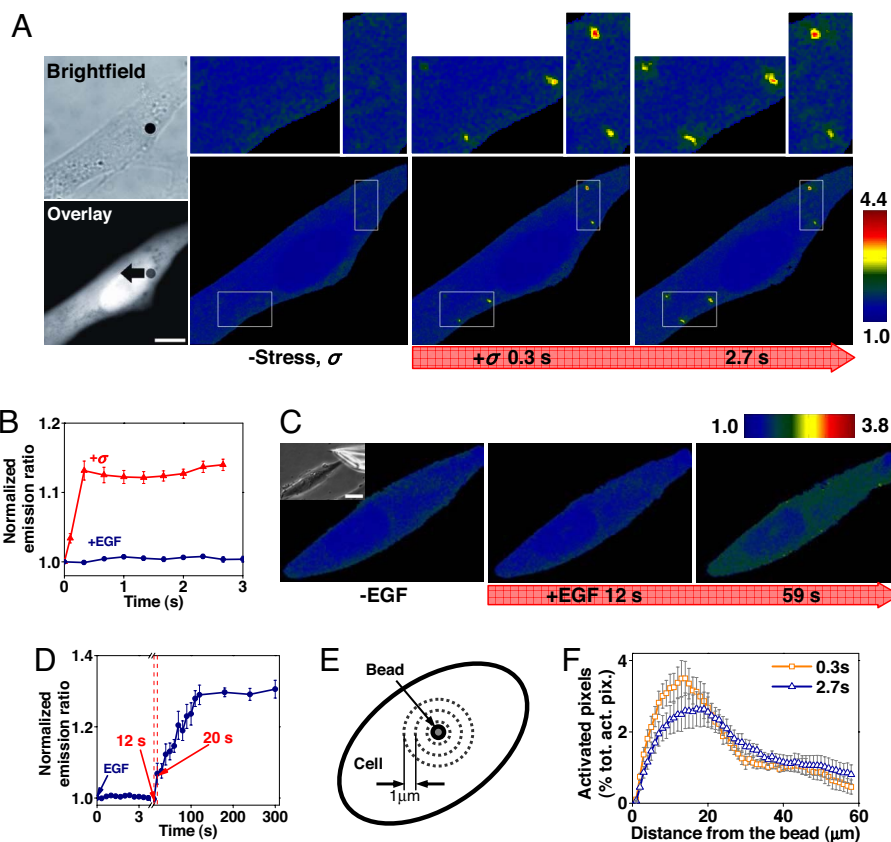 A
Brightfield
Overlay
4.4
1.0
-Stress, σ
+σ 0.3 s
2.7 s
B
Normalized
emission ratio
1.2
1.1
1.0
+σ
+EGF
0
1
2
3
Time (s)
C
1.0
3.8
-EGF
+EGF 12 s
59 s
D
Normalized
emission ratio
1.4
1.2
1.0
12 s
20 s
EGF
0
3
100
200
300
Time (s)
E
Bead
Cell
1μm
F
Activated pixels
(% tot. act. pix.)
4
2
0
0.3s
2.7s
0
20
40
60
Distance from the bead (μm)